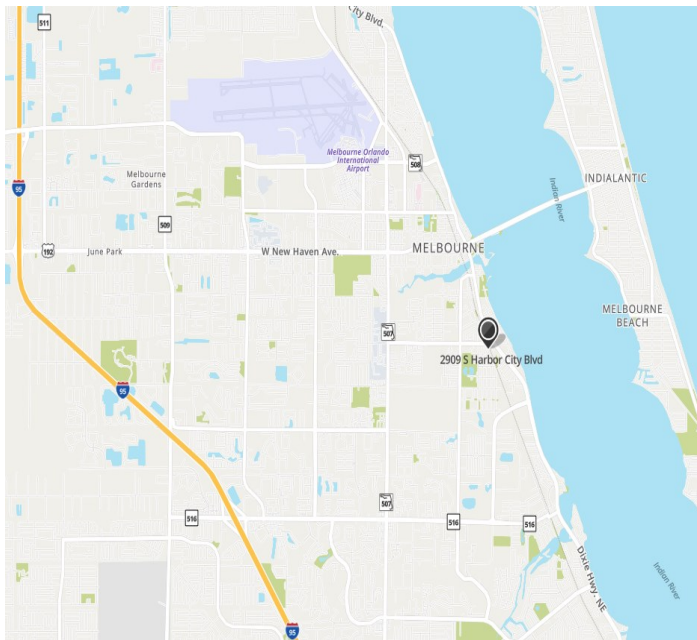 City Blvd.
511
Melbourne Orlando
International
Airport
508
95
Melbourne
Gardens
INDIALANTIC
Indian River
509
192
June Park
W New Haven Ave.
MELBOURNE
MELBOURNE
BEACH
507
2909 S Harbor City Blvd
95
507
516
516
516
Dixie Hwy. NE
Indian River
95